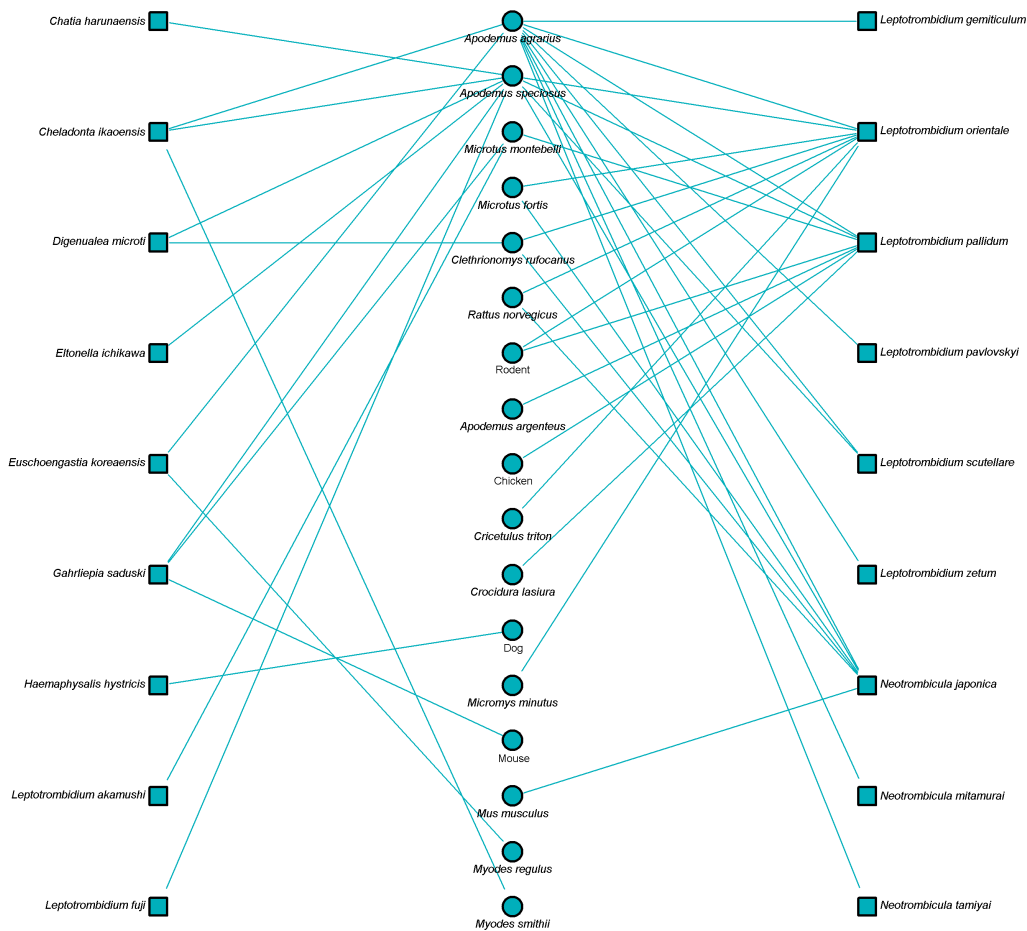 Chatia harunaensis
Cheladonta ikaoensis
Digenualea microti
Eltonella ichikawa
Euschoengastia koreaensis
Gahrliepia saduski
Haemaphysalis hystricis
Leptotrombidium akamushi
Leptotrombidium fuji
Apodemus agrarius
Apodemus speciosus
Microtus montebelli
Microtus fortis
Clethrionomys rufocanus
Rattus norvegicus
Rodent
Apodemus argenteus
Chicken
Cricetulus triton
Crocidura lasiura
Dog
Micromys minutus
Mouse
Mus musculus
Myodes regulus
Myodes smithii
Leptotrombidium gemiticulum
Leptotrombidium orientale
Leptotrombidium pallidum
Leptotrombidium pavlovskyi
Leptotrombidium scutellare
Leptotrombidium zetum
Neotrombicula japonica
Neotrombicula mitamurai
Neotrombicula tamiyai